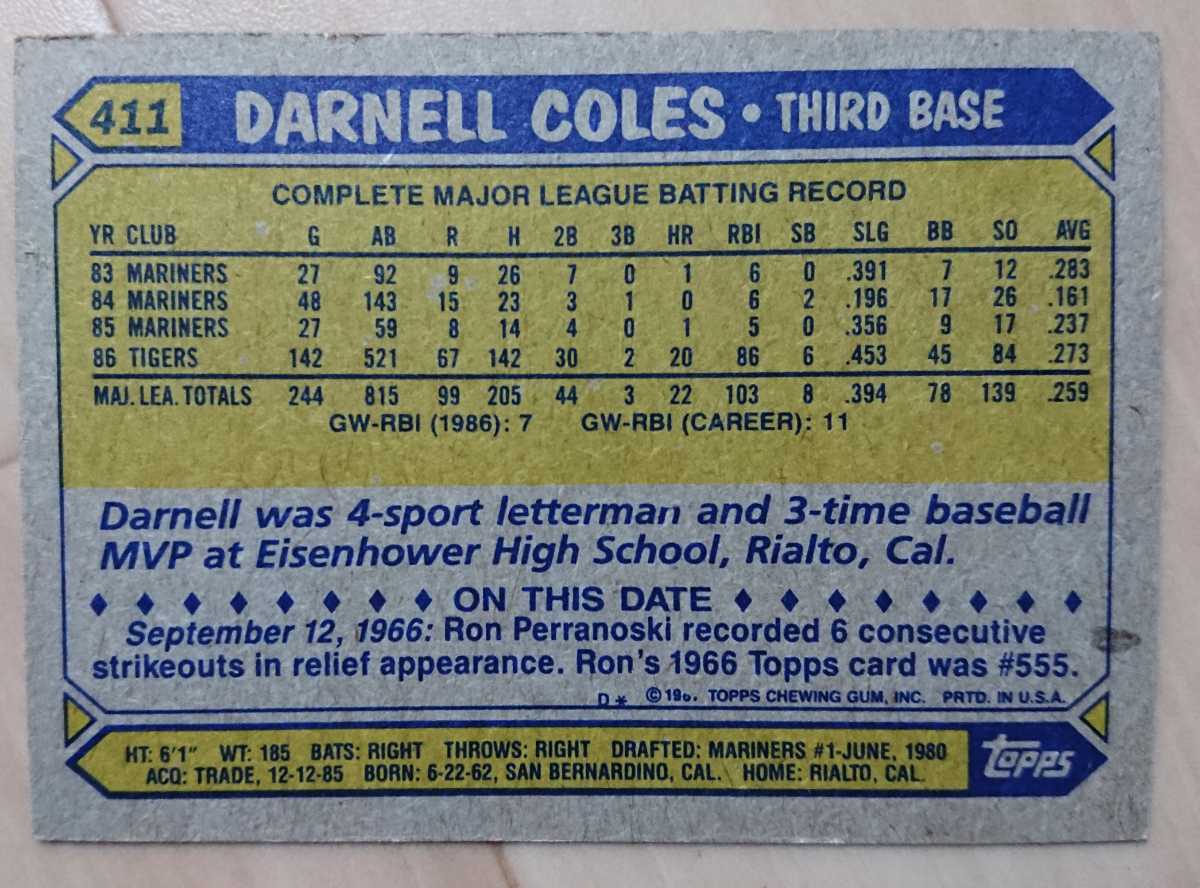 411 DARNELL COLES • THIRD BASE
COMPLETE MAJOR LEAGUE BATTING RECORD
YR CLUB G AB R H 2B 3B HR RBI SB SLG BB SO AVG
83 MARINERS 27 92 9 26 7 0 1 6 0 .391 7 12 .283
84 MARINERS 48 143 15 23 3 1 0 6 2 .196 17 26 .161
85 MARINERS 27 59 8 14 4 0 1 5 0 .356 9 17 .237
86 TIGERS 142 521 67 142 30 2 20 86 6 .453 45 84 .273
MAJ. LEA. TOTALS 244 815 99 205 44 3 22 103 8 .394 78 139 .259
GW-RBI (1986): 7 GW-RBI (CAREER): 11
Darnell was 4-sport letterman and 3-time baseball
MVP at Eisenhower High School, Rialto, Cal.
♦ ♦ ♦ ♦ ♦ ♦ ♦ ♦ ON THIS DATE ♦ ♦ ♦ ♦ ♦ ♦ ♦ ♦
September 12, 1966: Ron Perranoski recorded 6 consecutive
strikeouts in relief appearance. Ron's 1966 Topps card was #555.
D* © TOPPS CHEWING GUM, INC. PRTD. IN U.S.A.
HT: 6'1" WT: 185 BATS: RIGHT THROWS: RIGHT DRAFTED: MARINERS #1-JUNE, 1980
ACQ: TRADE, 12-12-85 BORN: 6-22-62, SAN BERNARDINO, CAL. HOME: RIALTO, CAL.
topps